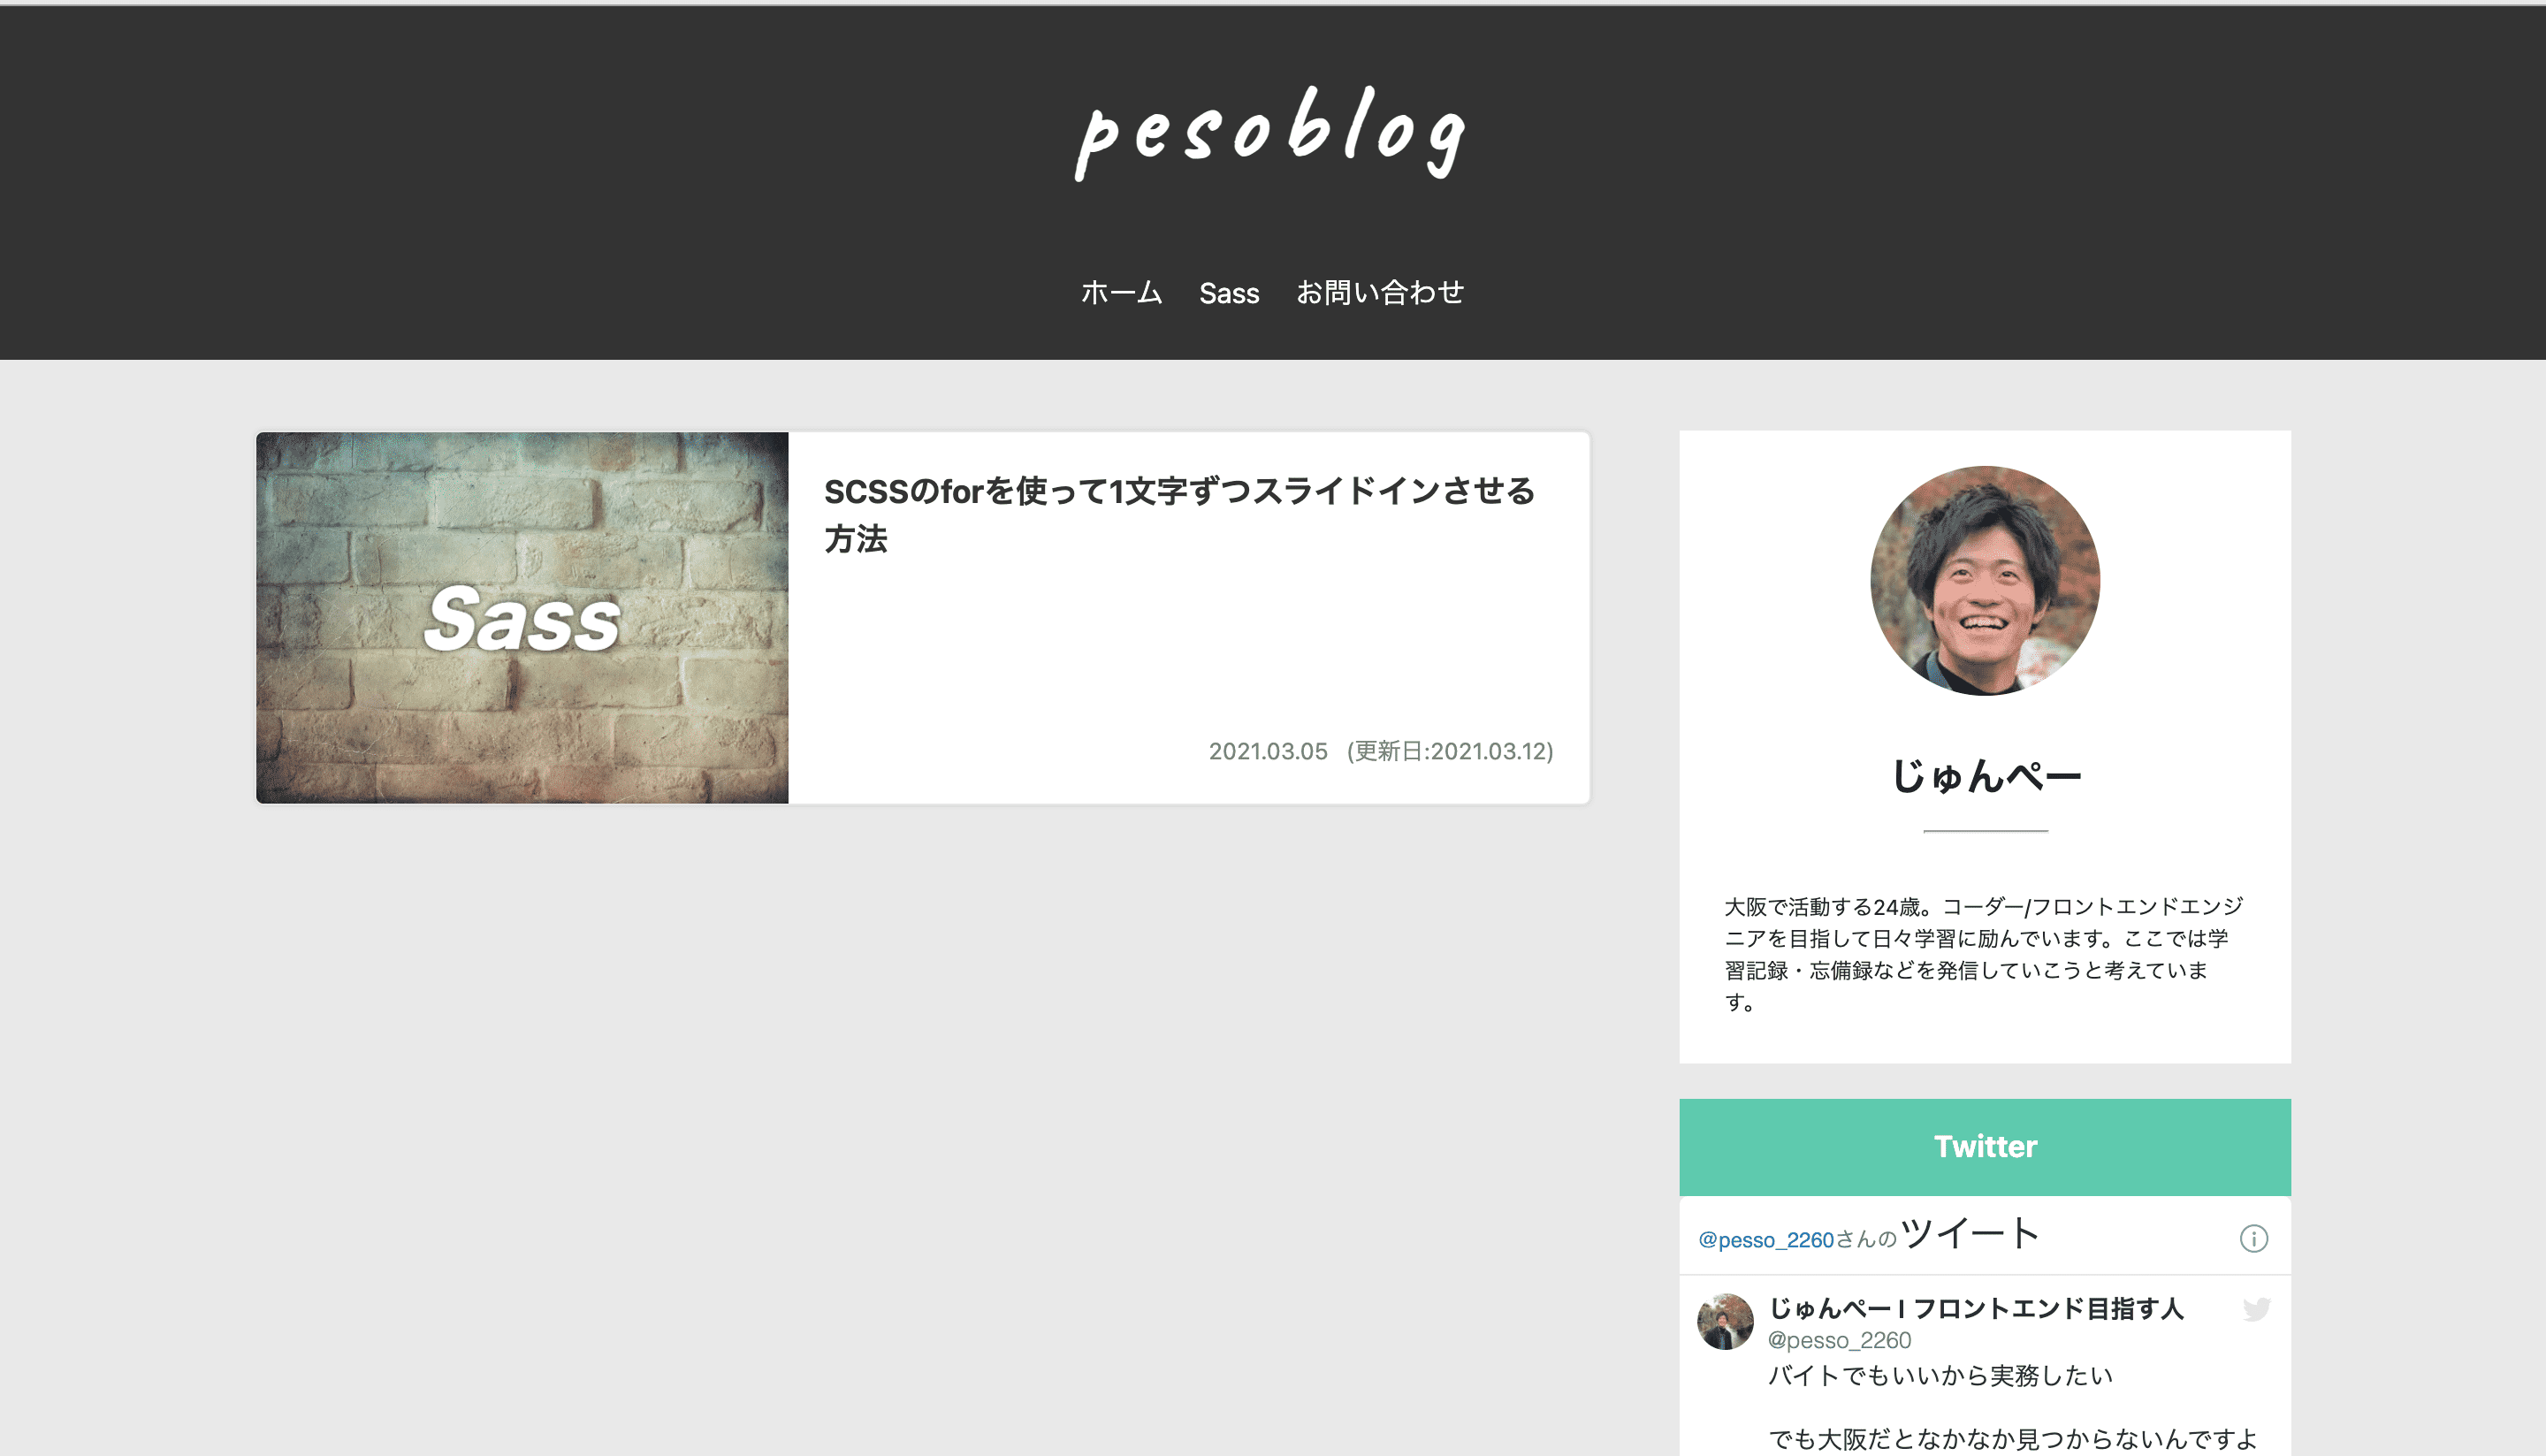 pesoblog
ホーム Sass お問い合わせ
Sass
SCSSのforを使って1文字ずつスライドインさせる
方法
2021.03.05 (更新日:2021.03.12)
じゅんぺー
大阪で活動する24歳。コーダー/フロントエンドエンジ
ニアを目指して日々学習に励んでいます。ここでは学
習記録・忘備録などを発信していこうと考えていま
す。
Twitter
@pesso_2260さんのツイート
じゅんぺー l フロントエンド目指す人
@pesso_2260
バイトでもいいから実務したい
でも大阪だとなかなか見つからないんですよ